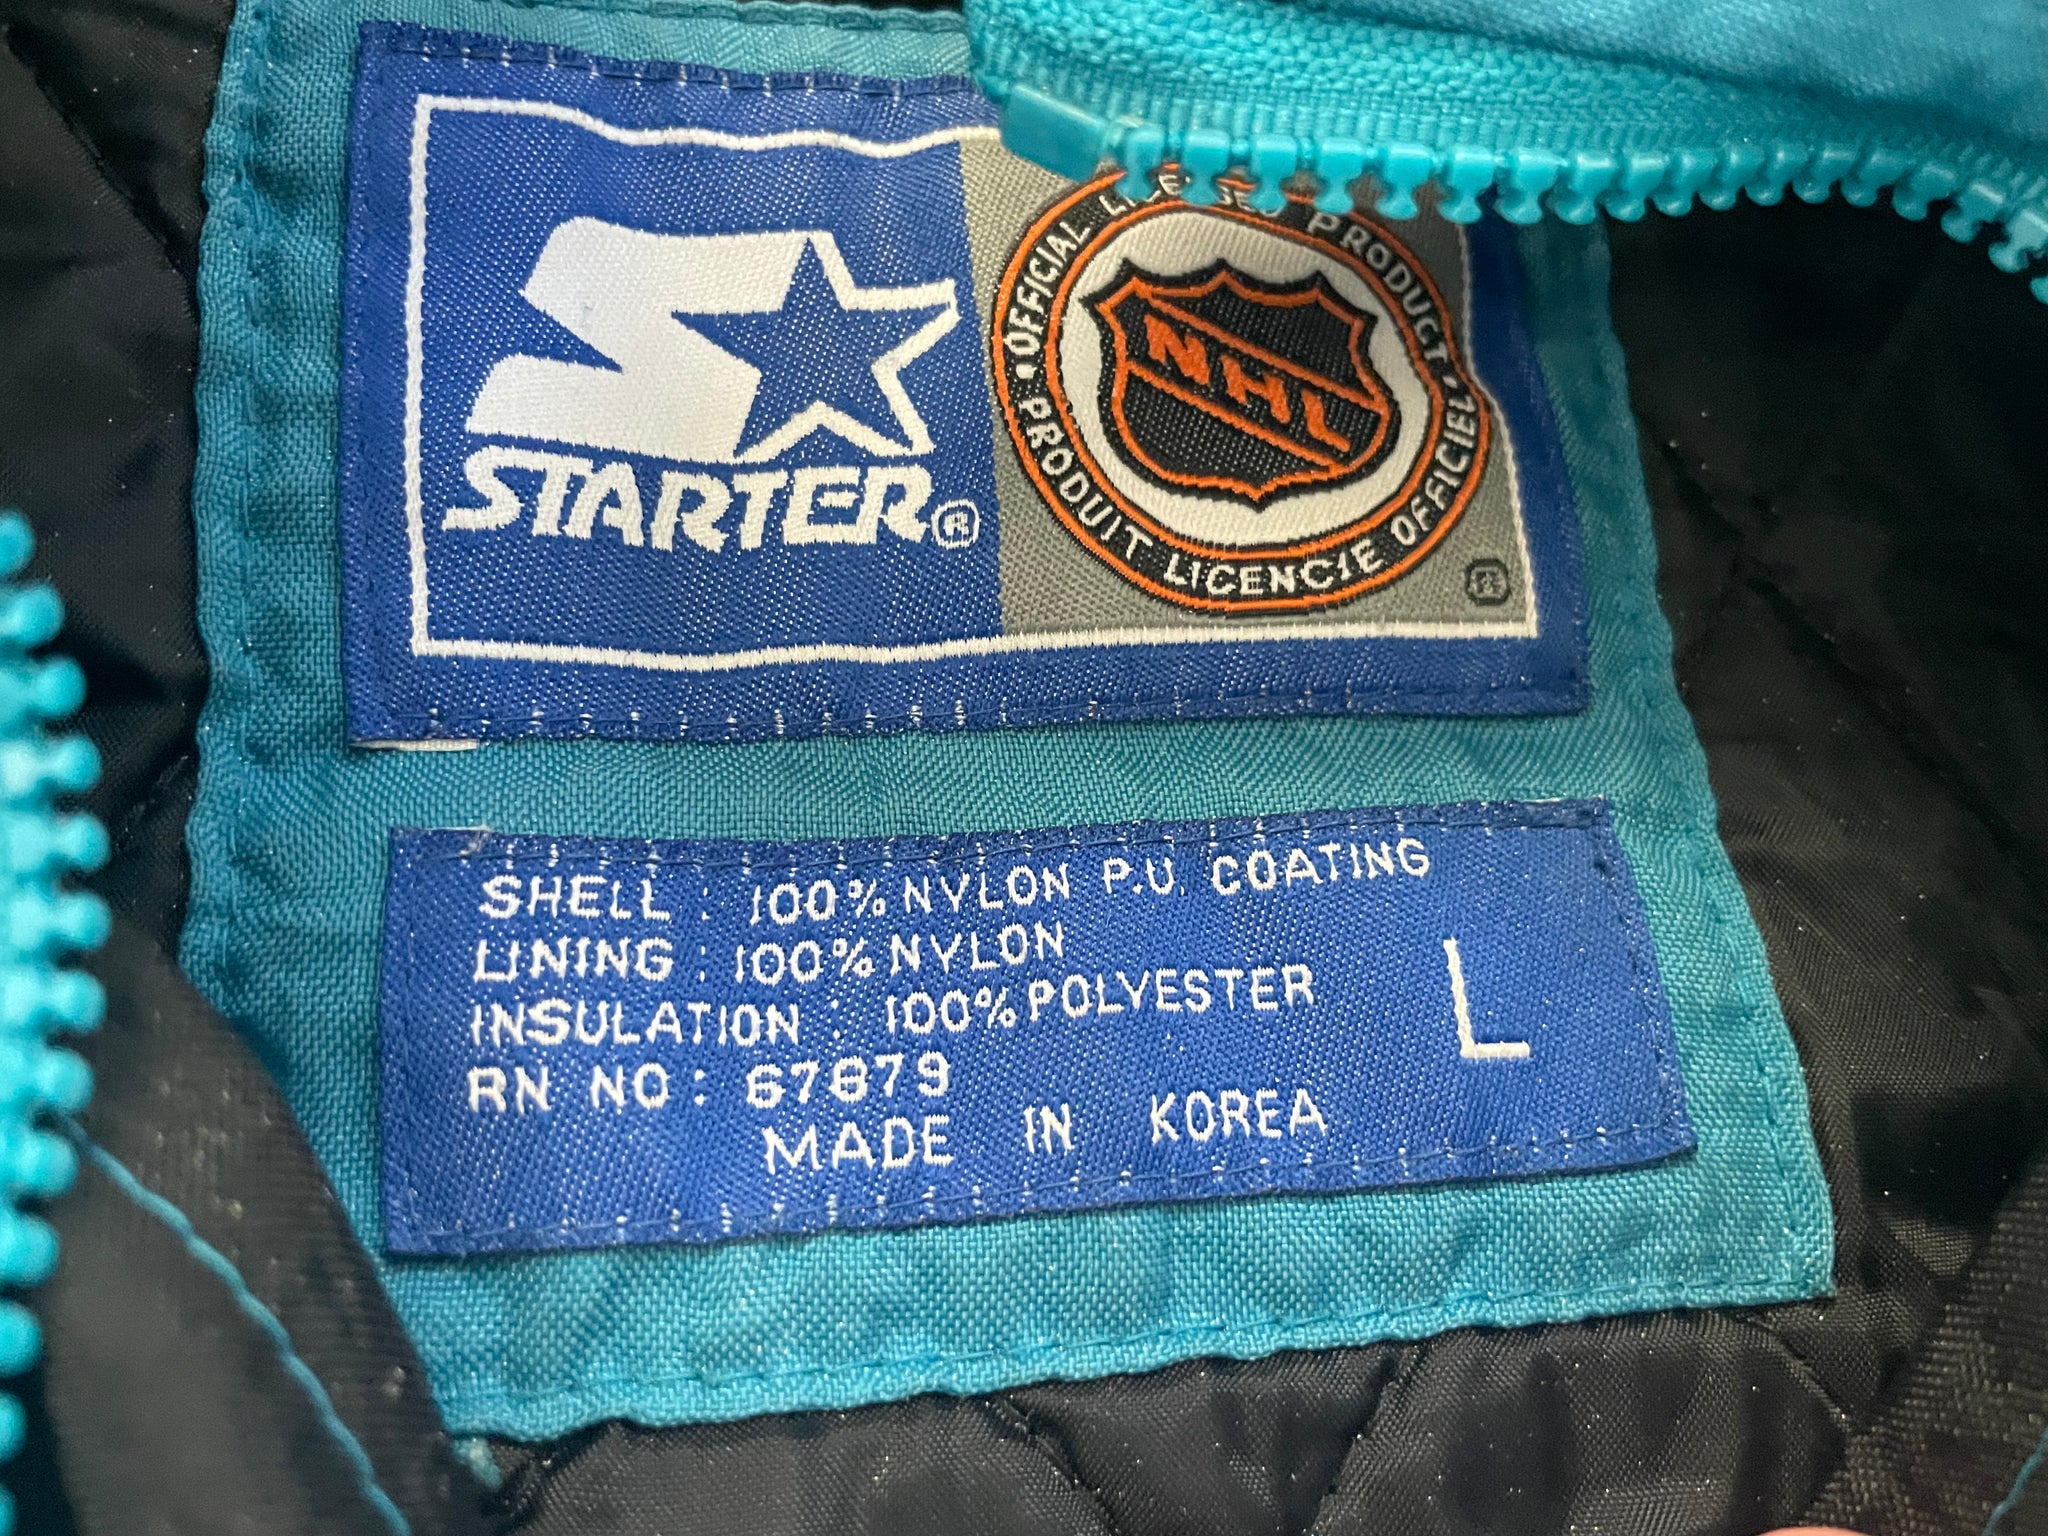 STARTER®
OFFICIAL LICENSED PRODUCT
NHL
PRODUIT LICENCIE OFFICIEL
®
SHELL : 100% NYLON P.U. COATING
LINING : 100% NYLON
INSULATION : 100% POLYESTER
L
RN NO : 67679
MADE IN KOREA